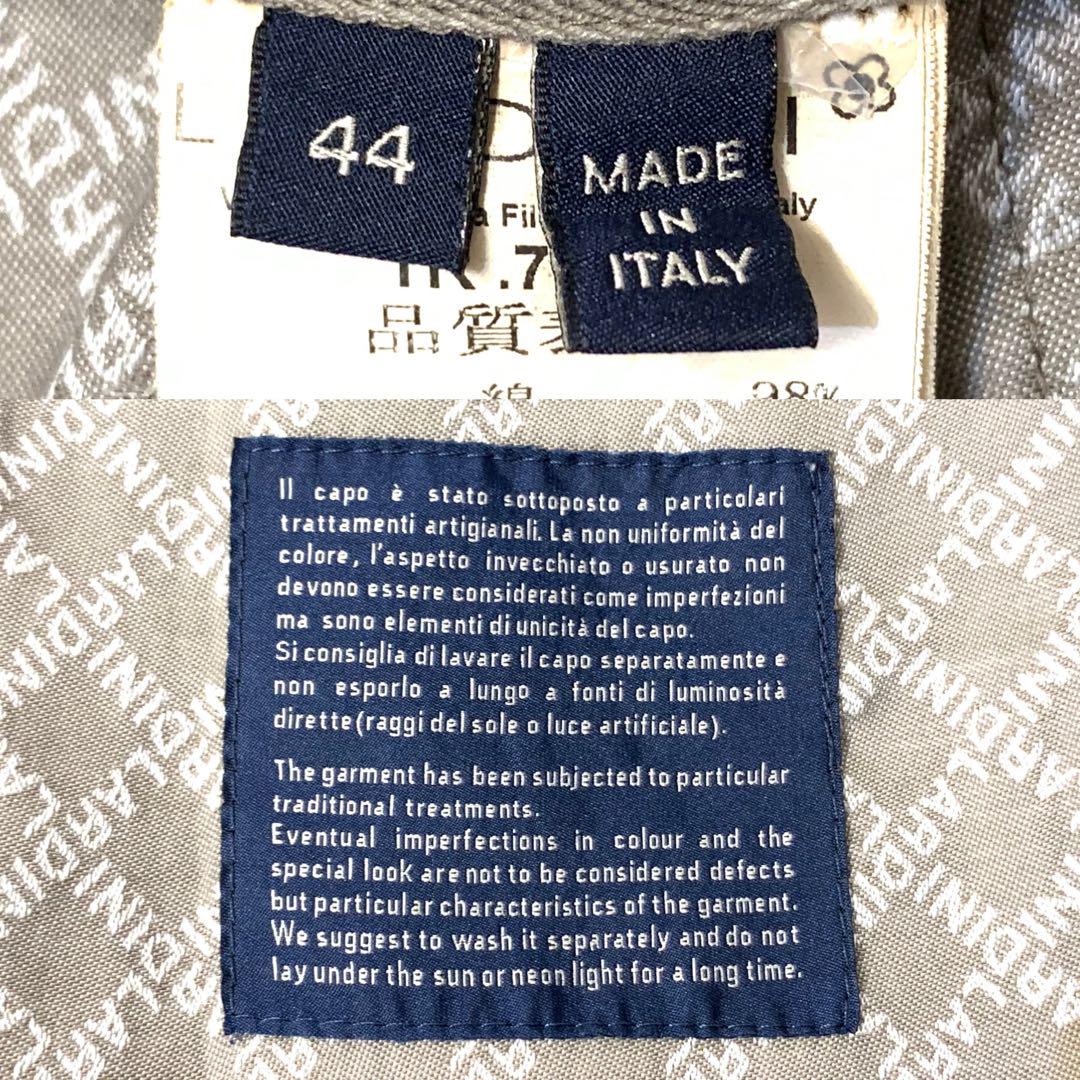 44
MADE
IN
ITALY
品質
98%
Il capo è stato sottoposto a particolari
trattamenti artigianali. La non uniformità del
colore, l'aspetto invecchiato o usurato non
devono essere considerati come imperfezioni
ma sono elementi di unicità del capo.
Si consiglia di lavare il capo separatamente e
non esporlo a lungo a fonti di luminosità
dirette (raggi del sole o luce artificiale).
The garment has been subjected to particular
traditional treatments.
Eventual imperfections in colour and the
special look are not to be considered defects
but particular characteristics of the garment.
We suggest to wash it separately and do not
lay under the sun or neon light for a long time.
LARDINI
LARDINI
LARDINI
LARDINI